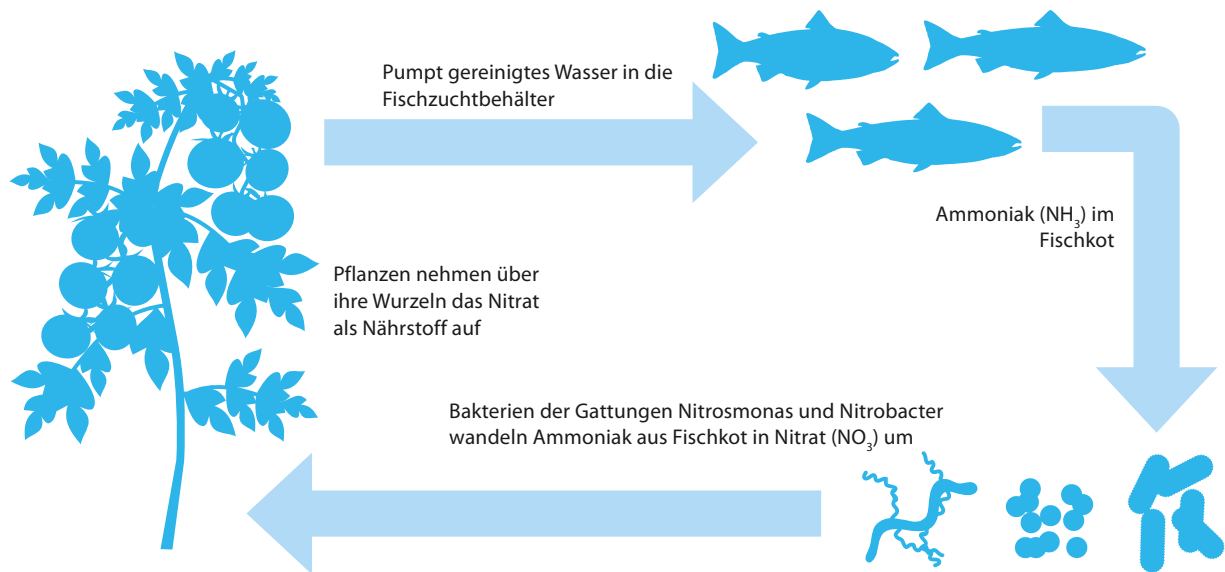 Pumpt gereinigtes Wasser in die
Fischzuchtbehälter
Ammoniak (NH₃) im
Fischkot
Pflanzen nehmen über
ihre Wurzeln das Nitrat
als Nährstoff auf
Bakterien der Gattungen Nitrosmonas und Nitrobacter
wandeln Ammoniak aus Fischkot in Nitrat (NO₃) um